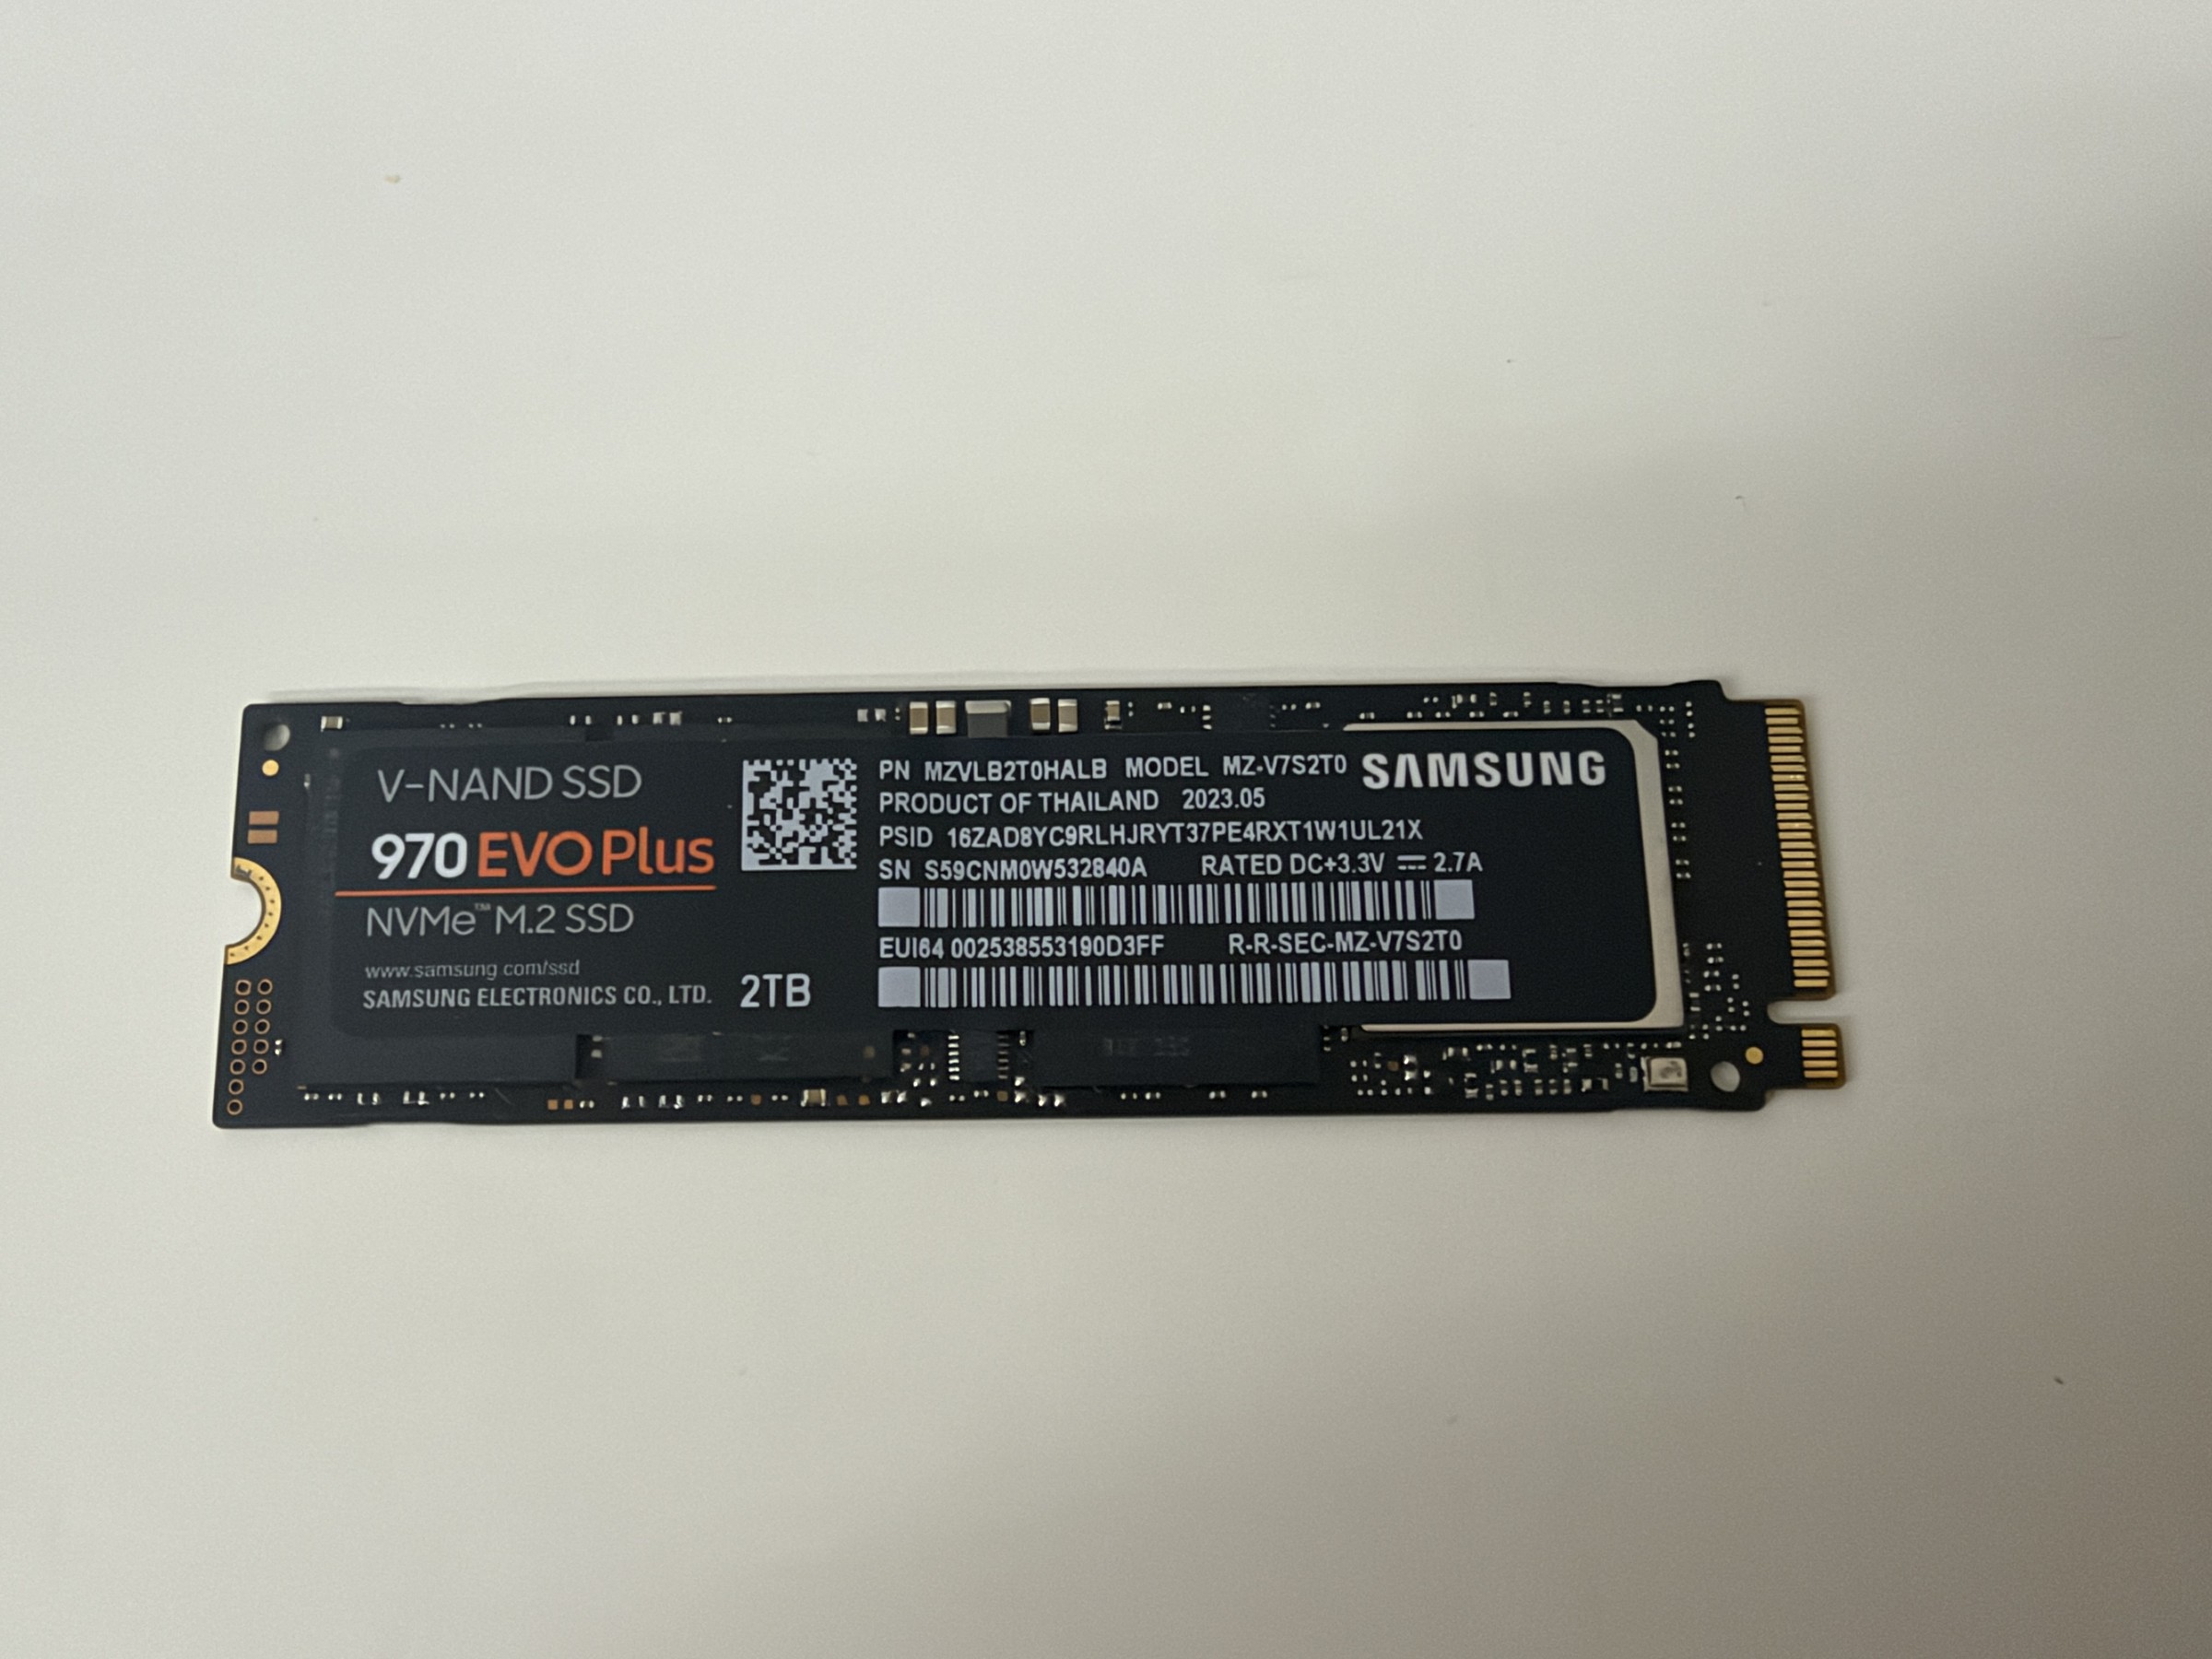 V-NAND SSD
970 EVO Plus
NVMe™ M.2 SSD
www.samsung.com/ssd
SAMSUNG ELECTRONICS CO., LTD.
2TB
PN MZVLB2T0HALB MODEL MZ-V7S2T0
SAMSUNG
PRODUCT OF THAILAND 2023.05
PSID 16ZAD8YC9RLHJRYT37PE4RXT1W1UL21X
SN S59CNM0W532840A RATED DC+3.3V ⎓ 2.7A
EUI64 002538553190D3FF R-R-SEC-MZ-V7S2T0